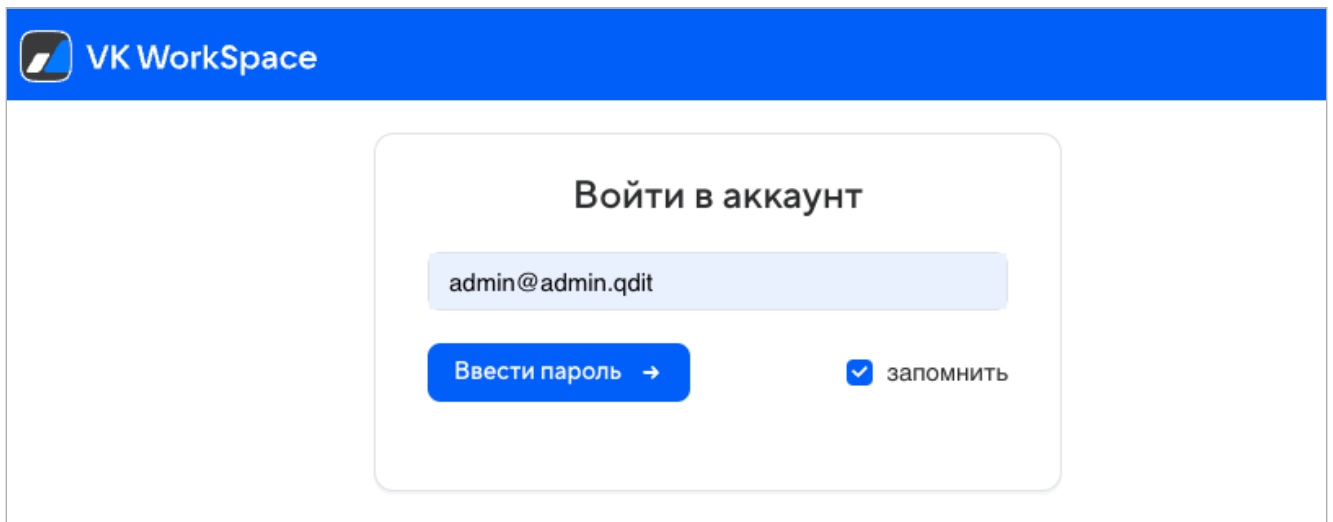 VK WorkSpace
Войти в аккаунт
admin@admin.qdit
Ввести пароль →
запомнить